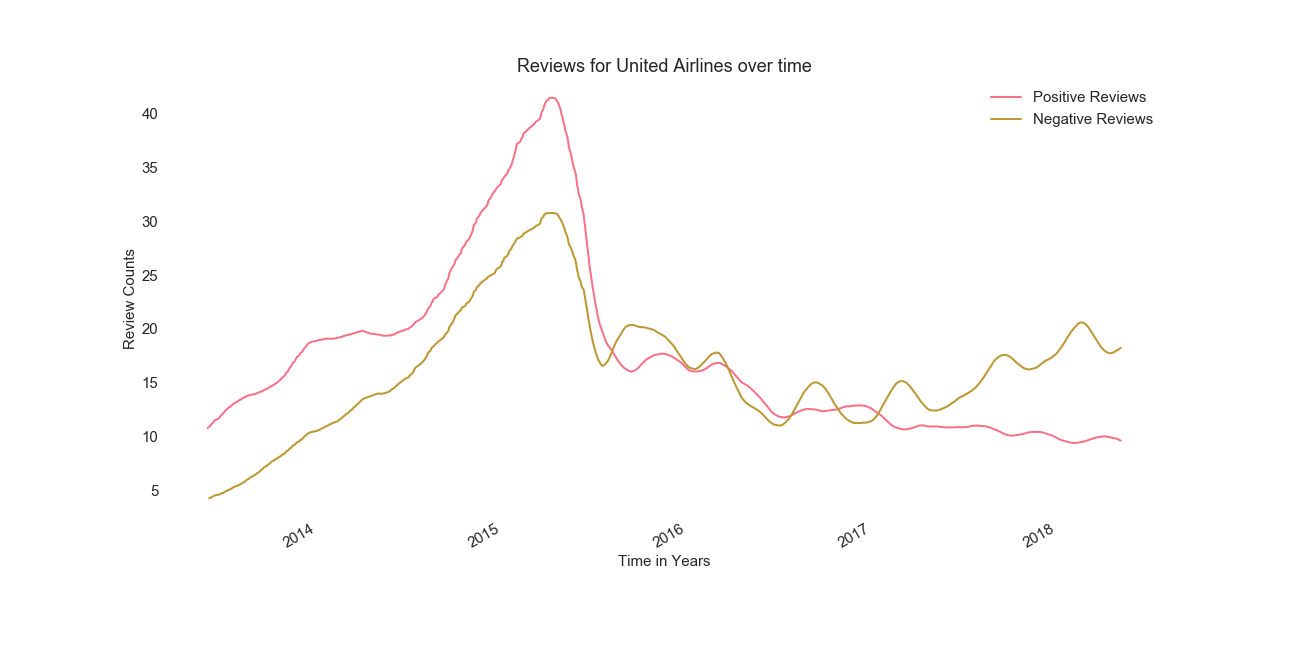 Reviews for United Airlines over time
Positive Reviews
Negative Reviews
40
35
30
25
20
15
10
5
Review Counts
2014
2015
2016
2017
2018
Time in Years